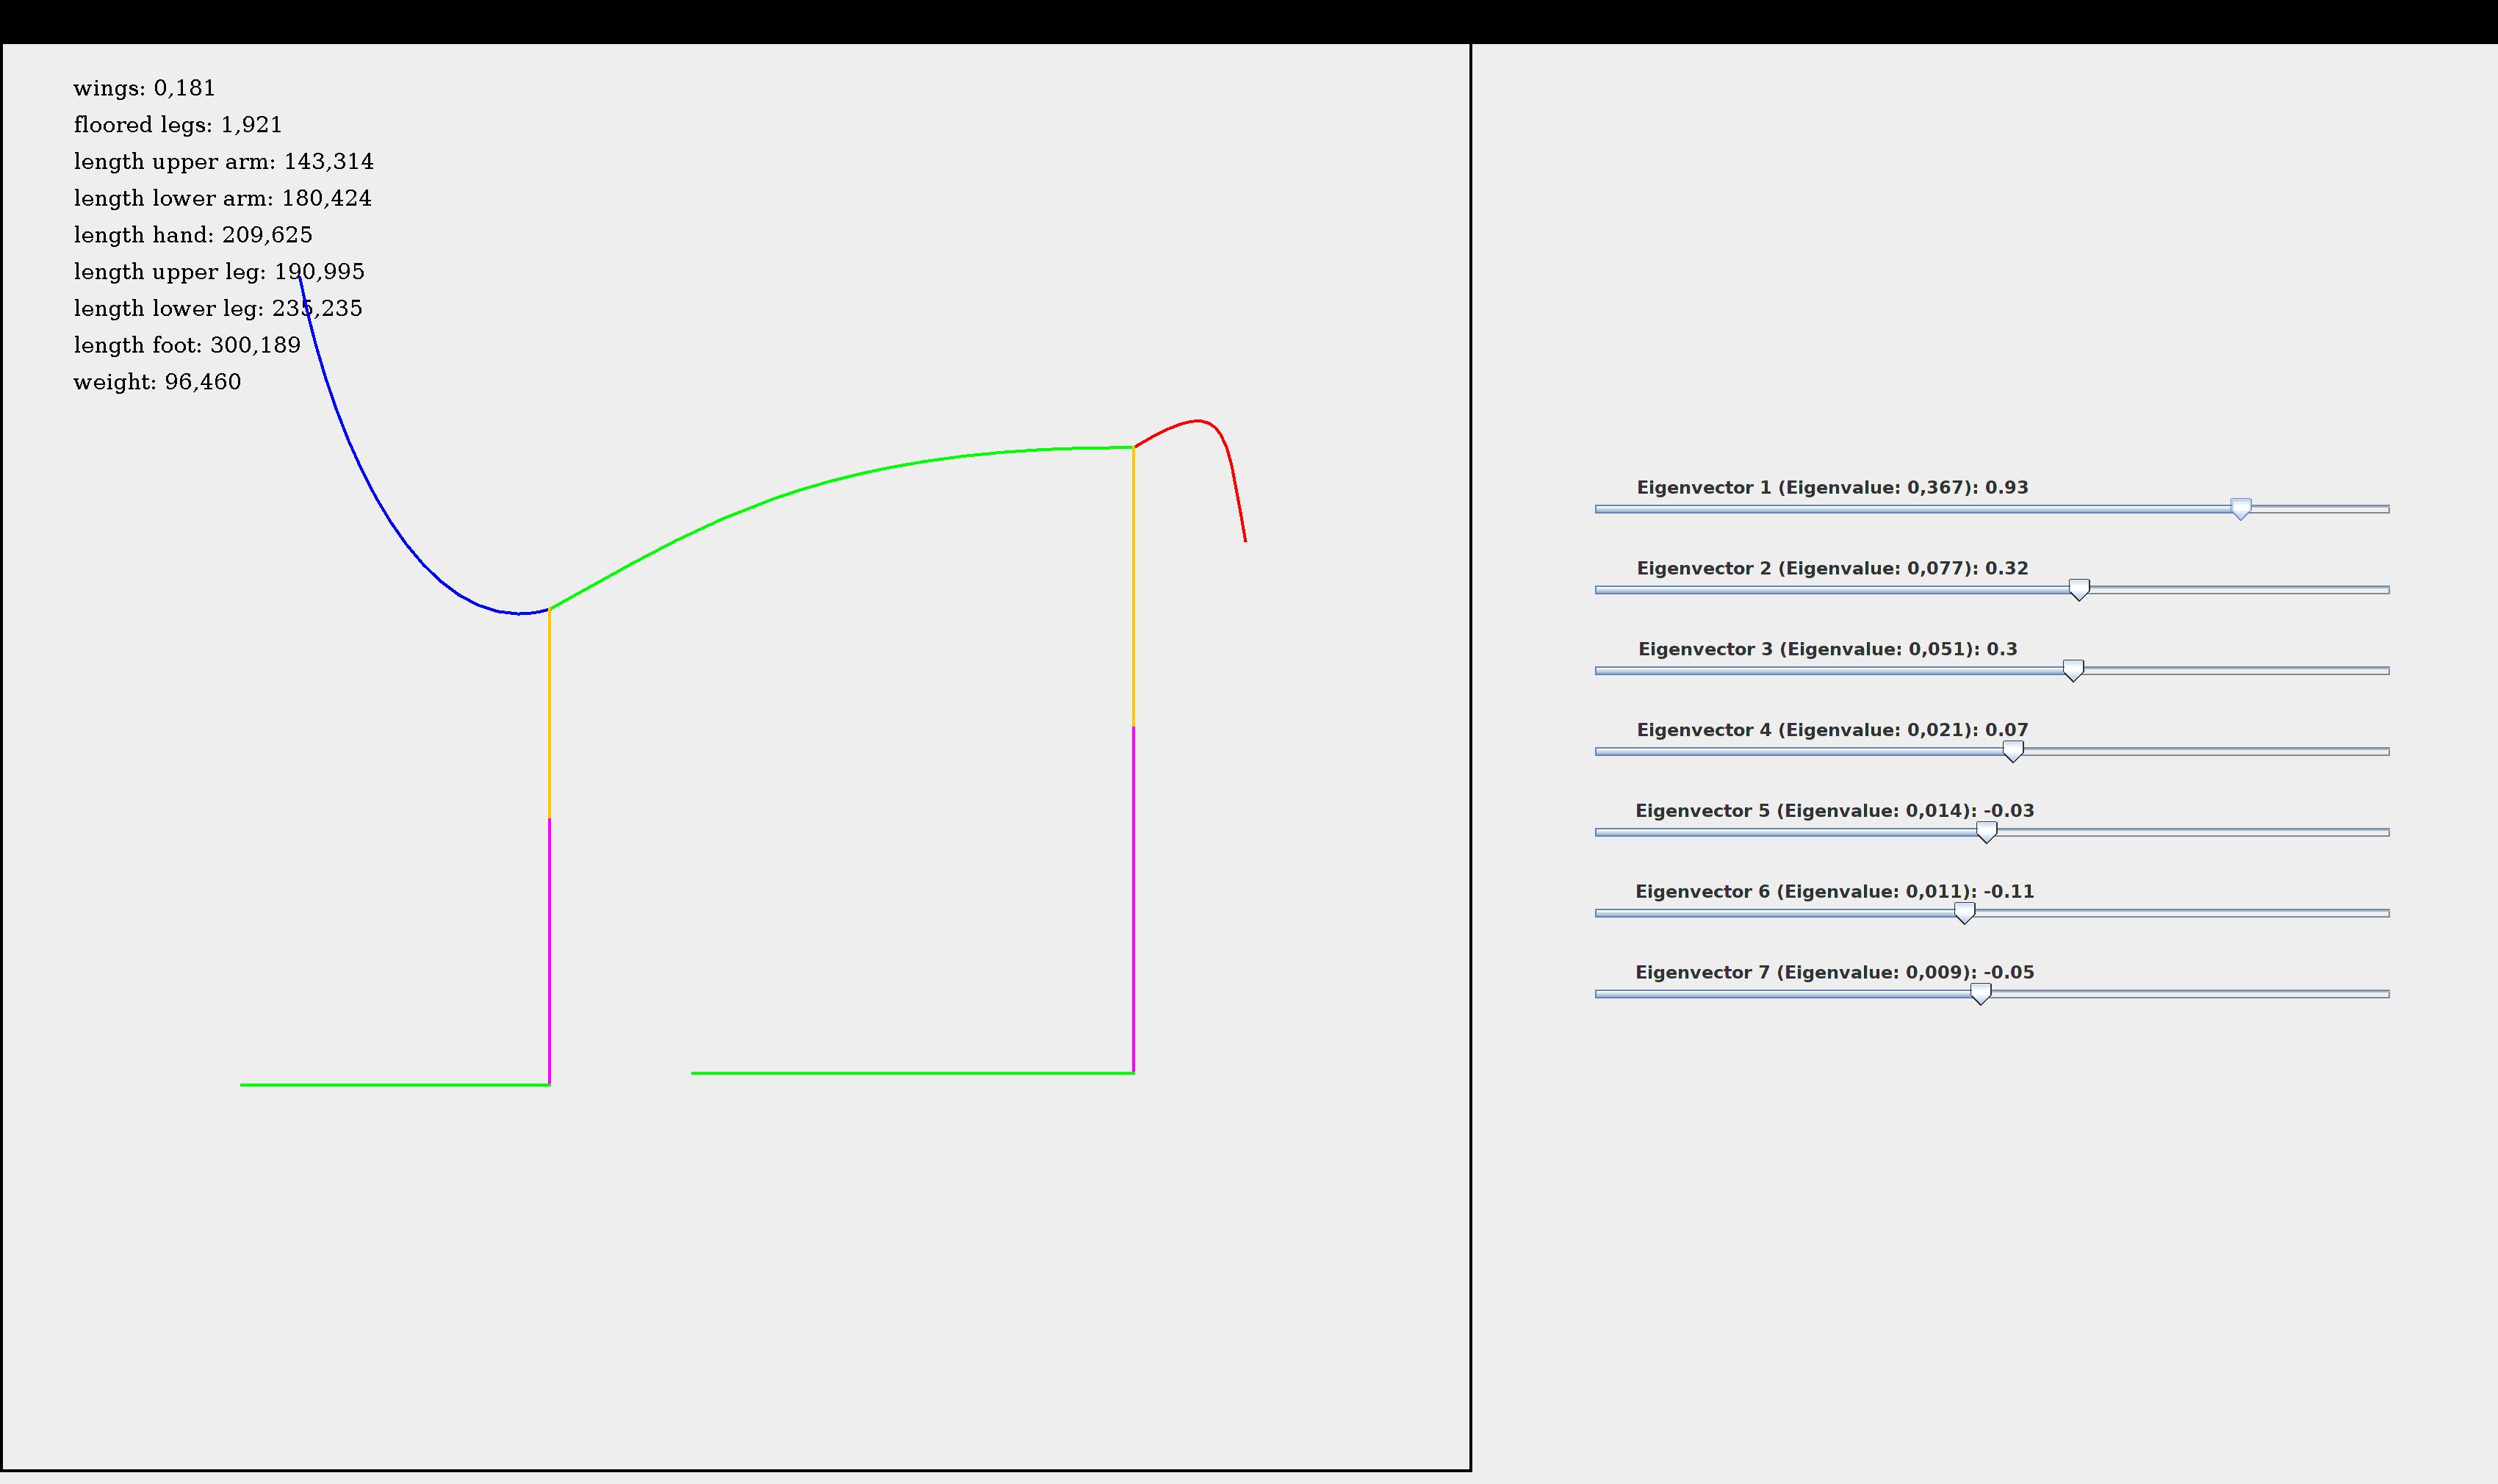 wings: 0,181
floored legs: 1,921
length upper arm: 143,314
length lower arm: 180,424
length hand: 209,625
length upper leg: 190,995
length lower leg: 235,235
length foot: 300,189
weight: 96,460
Eigenvector 1 (Eigenvalue: 0,367): 0.93
Eigenvector 2 (Eigenvalue: 0,077): 0.32
Eigenvector 3 (Eigenvalue: 0,051): 0.3
Eigenvector 4 (Eigenvalue: 0,021): 0.07
Eigenvector 5 (Eigenvalue: 0,014): -0.03
Eigenvector 6 (Eigenvalue: 0,011): -0.11
Eigenvector 7 (Eigenvalue: 0,009): -0.05